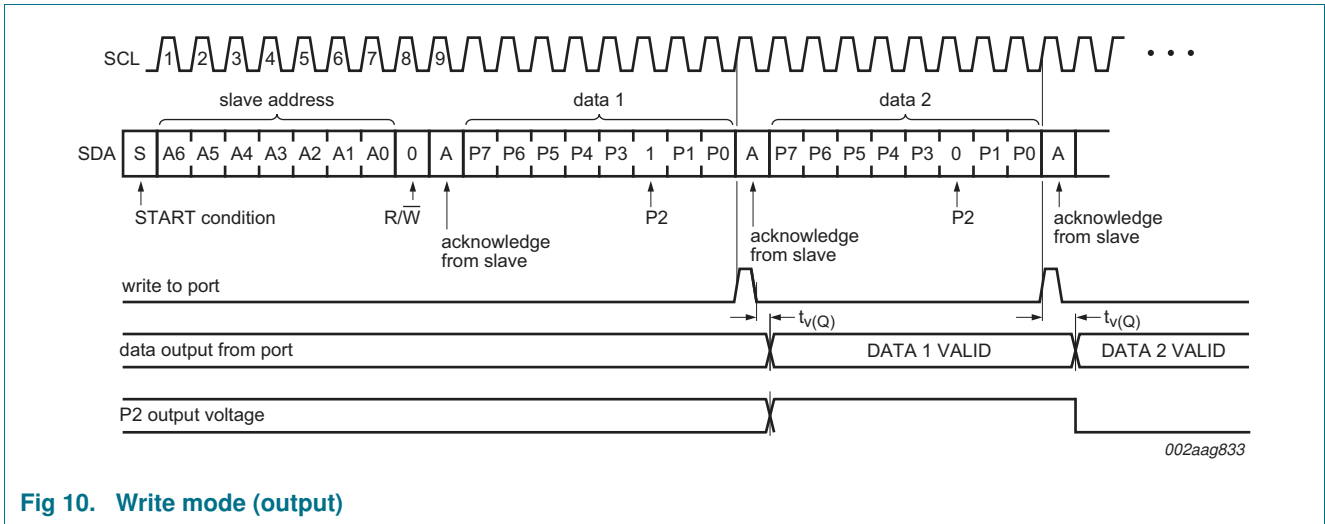 SCL 1 2 3 4 5 6 7 8 9
slave address data 1 data 2
SDA S A6 A5 A4 A3 A2 A1 A0 0 A P7 P6 P5 P4 P3 1 P1 P0 A P7 P6 P5 P4 P3 0 P1 P0 A
START condition R/W̅ acknowledge from slave P2 acknowledge from slave P2 acknowledge from slave
write to port
tv(Q) tv(Q)
data output from port DATA 1 VALID DATA 2 VALID
P2 output voltage
002aag833
Fig 10. Write mode (output)